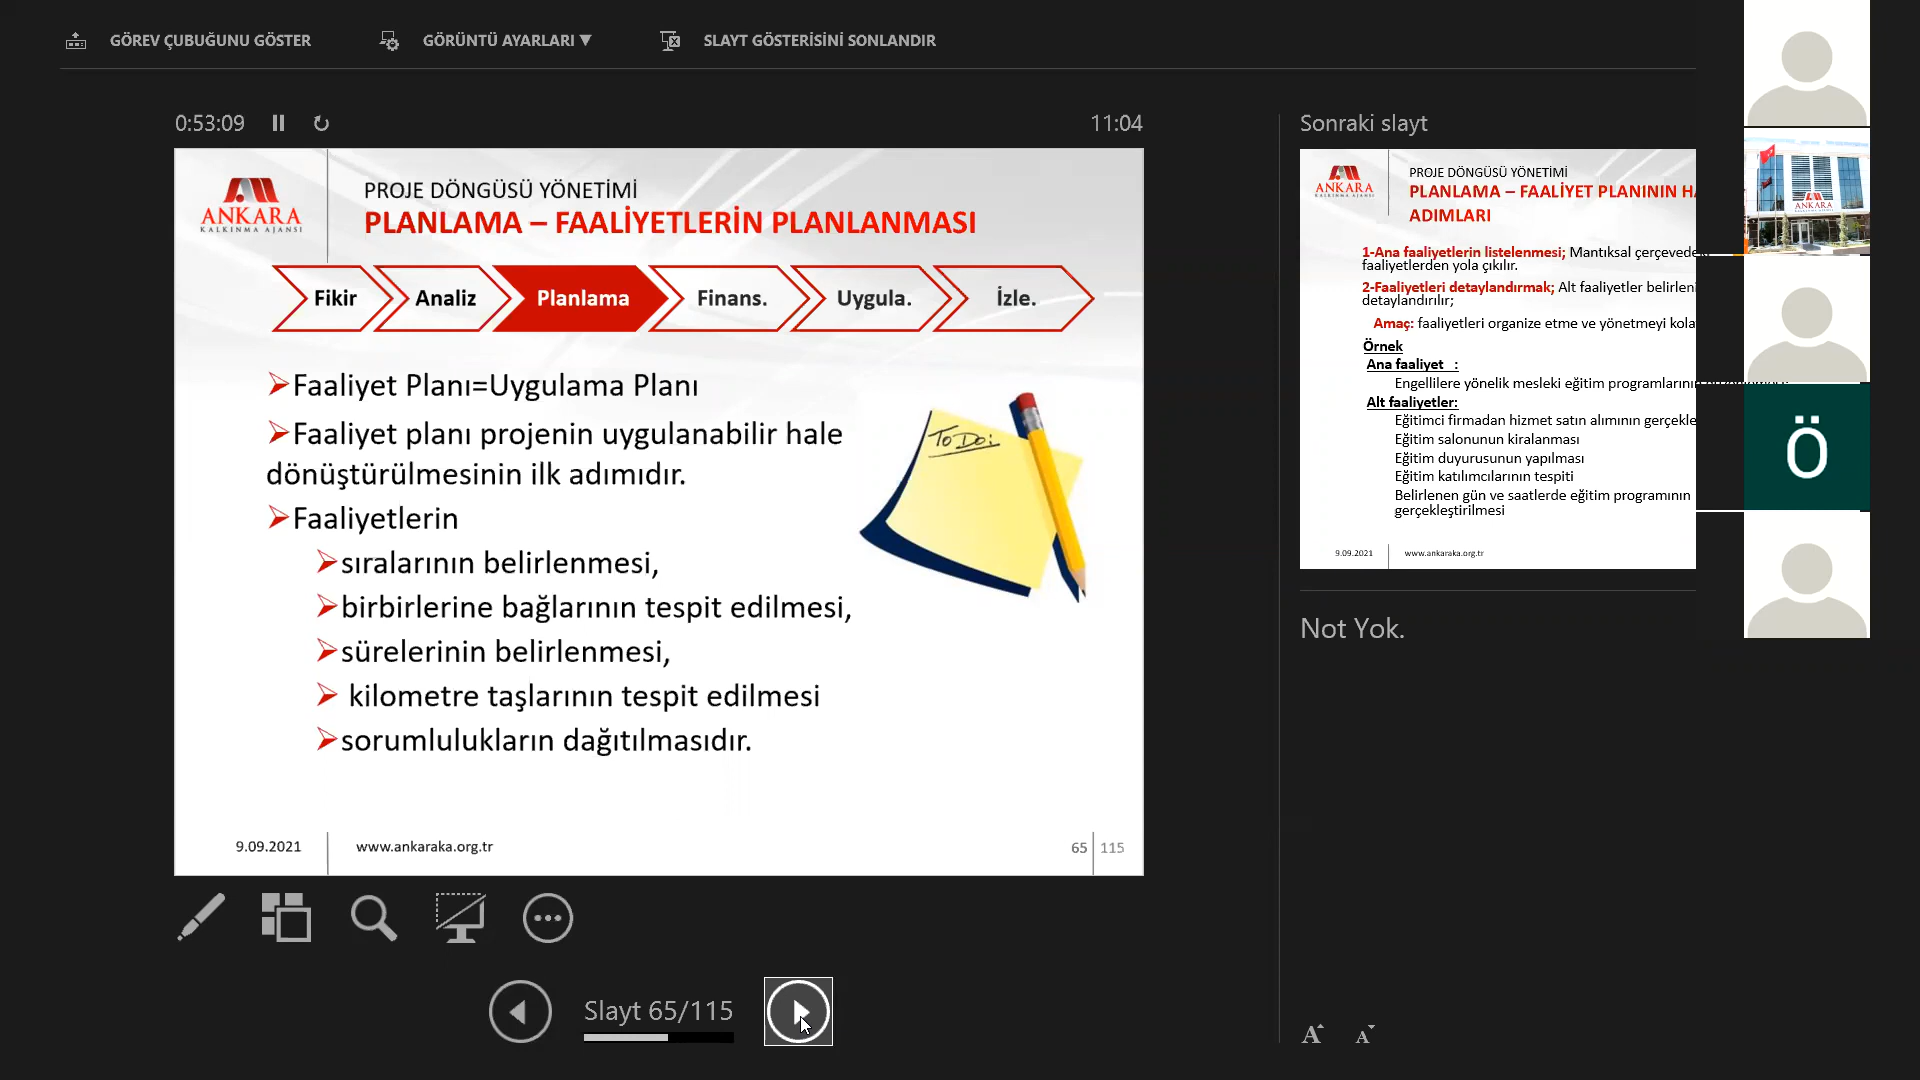 GÖREV ÇUBUĞUNU GÖSTER
GÖRÜNTÜ AYARLARI ▼
SLAYT GÖSTERİSİNİ SONLANDIR
0:53:09
11:04
ANKARA
KALKINMA AJANSI
PROJE DÖNGÜSÜ YÖNETİMİ
PLANLAMA – FAALİYETLERİN PLANLANMASI
Fikir
Analiz
Planlama
Finans.
Uygula.
İzle.
Faaliyet Planı=Uygulama Planı
Faaliyet planı projenin uygulanabilir hale
dönüştürülmesinin ilk adımıdır.
Faaliyetlerin
sıralarının belirlenmesi,
birbirlerine bağlarının tespit edilmesi,
sürelerinin belirlenmesi,
kilometre taşlarının tespit edilmesi
sorumlulukların dağıtılmasıdır.
To Do:
9.09.2021
www.ankaraka.org.tr
65
115
Slayt 65/115
Sonraki slayt
ANKARA
KALKINMA AJANSI
PROJE DÖNGÜSÜ YÖNETİMİ
PLANLAMA – FAALİYET PLANININ HA
ADIMLARI
1-Ana faaliyetlerin listelenmesi; Mantıksal çerçevede
faaliyetlerden yola çıkılır.
2-Faaliyetleri detaylandırmak; Alt faaliyetler belirleni
detaylandırılır;
Amaç: faaliyetleri organize etme ve yönetmeyi kola
Örnek
Ana faaliyet :
Engellilere yönelik mesleki eğitim programlarının
Alt faaliyetler:
Eğitimci firmadan hizmet satın alımının gerçekle
Eğitim salonunun kiralanması
Eğitim duyurusunun yapılması
Eğitim katılımcılarının tespiti
Belirlenen gün ve saatlerde eğitim programının
gerçekleştirilmesi
9.09.2021
www.ankaraka.org.tr
Not Yok.
A
A
ANKARA
Ö